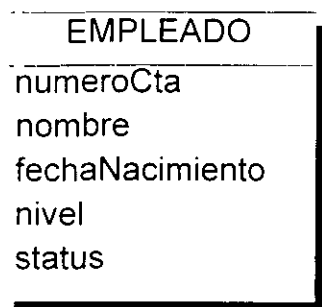 EMPLEADO
numeroCta
nombre
fechaNacimiento
nivel
status